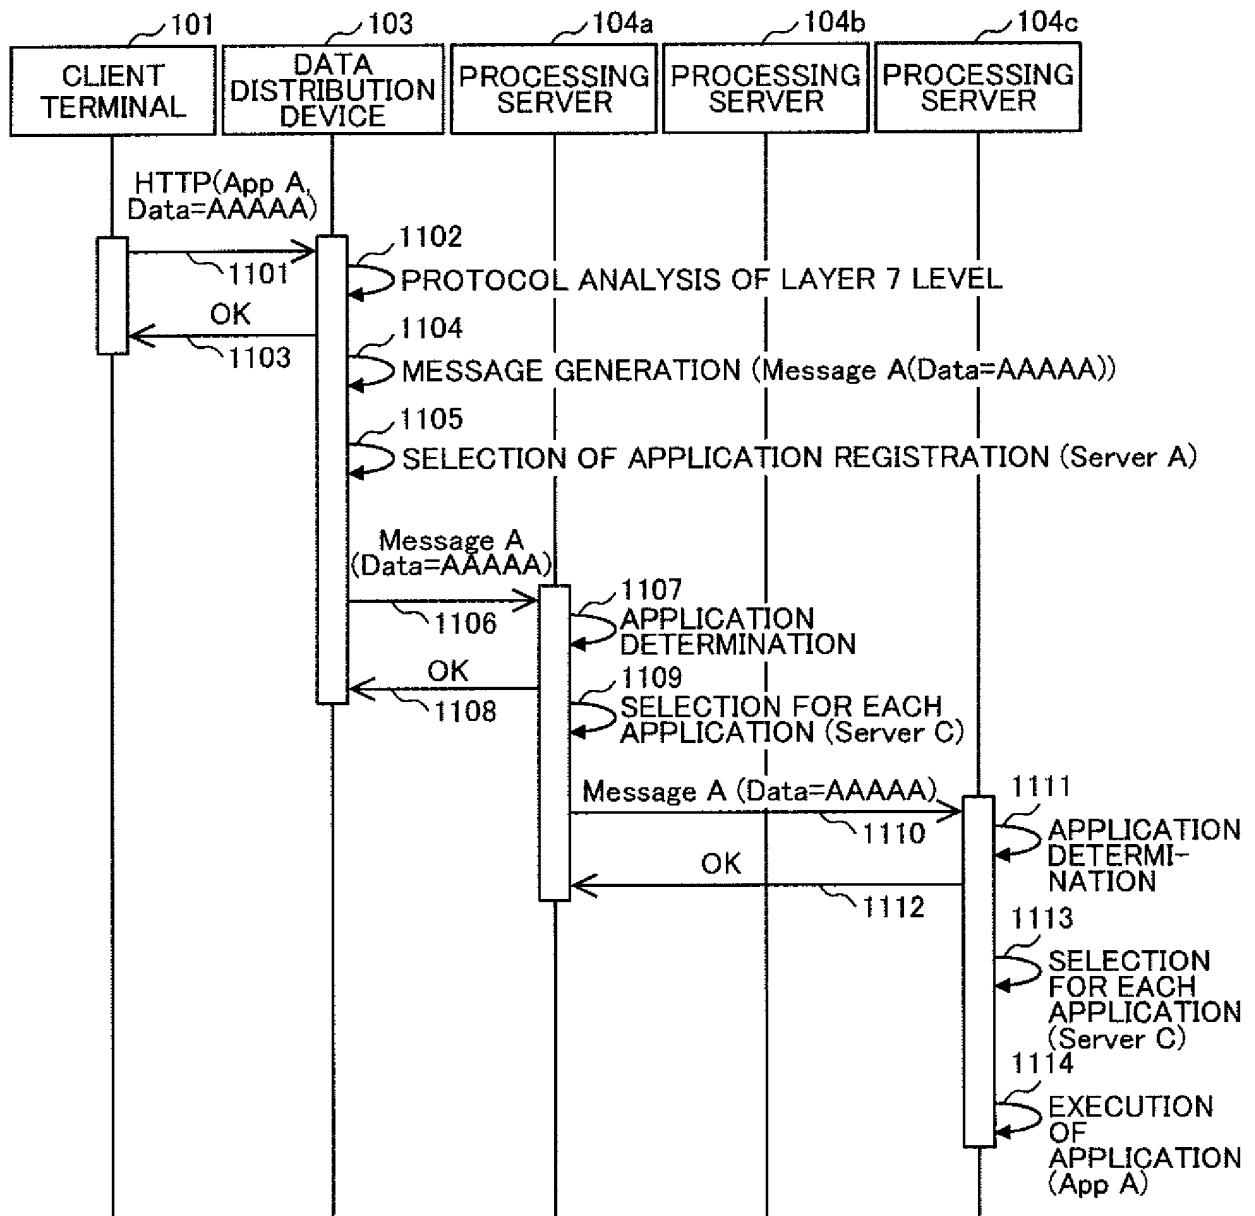 101
103
104a
104b
104c
CLIENT
TERMINAL
DATA
DISTRIBUTION
DEVICE
PROCESSING
SERVER
PROCESSING
SERVER
PROCESSING
SERVER
HTTP(App A,
Data=AAAAA)
1101
1102
PROTOCOL ANALYSIS OF LAYER 7 LEVEL
OK
1103
1104
MESSAGE GENERATION (Message A(Data=AAAAA))
1105
SELECTION OF APPLICATION REGISTRATION (Server A)
Message A
(Data=AAAAA)
1106
1107
APPLICATION
DETERMINATION
OK
1108
1109
SELECTION FOR EACH
APPLICATION (Server C)
Message A (Data=AAAAA)
1110
1111
APPLICATION
DETERMI-
NATION
OK
1112
1113
SELECTION
FOR EACH
APPLICATION
(Server C)
1114
EXECUTION
OF
APPLICATION
(App A)